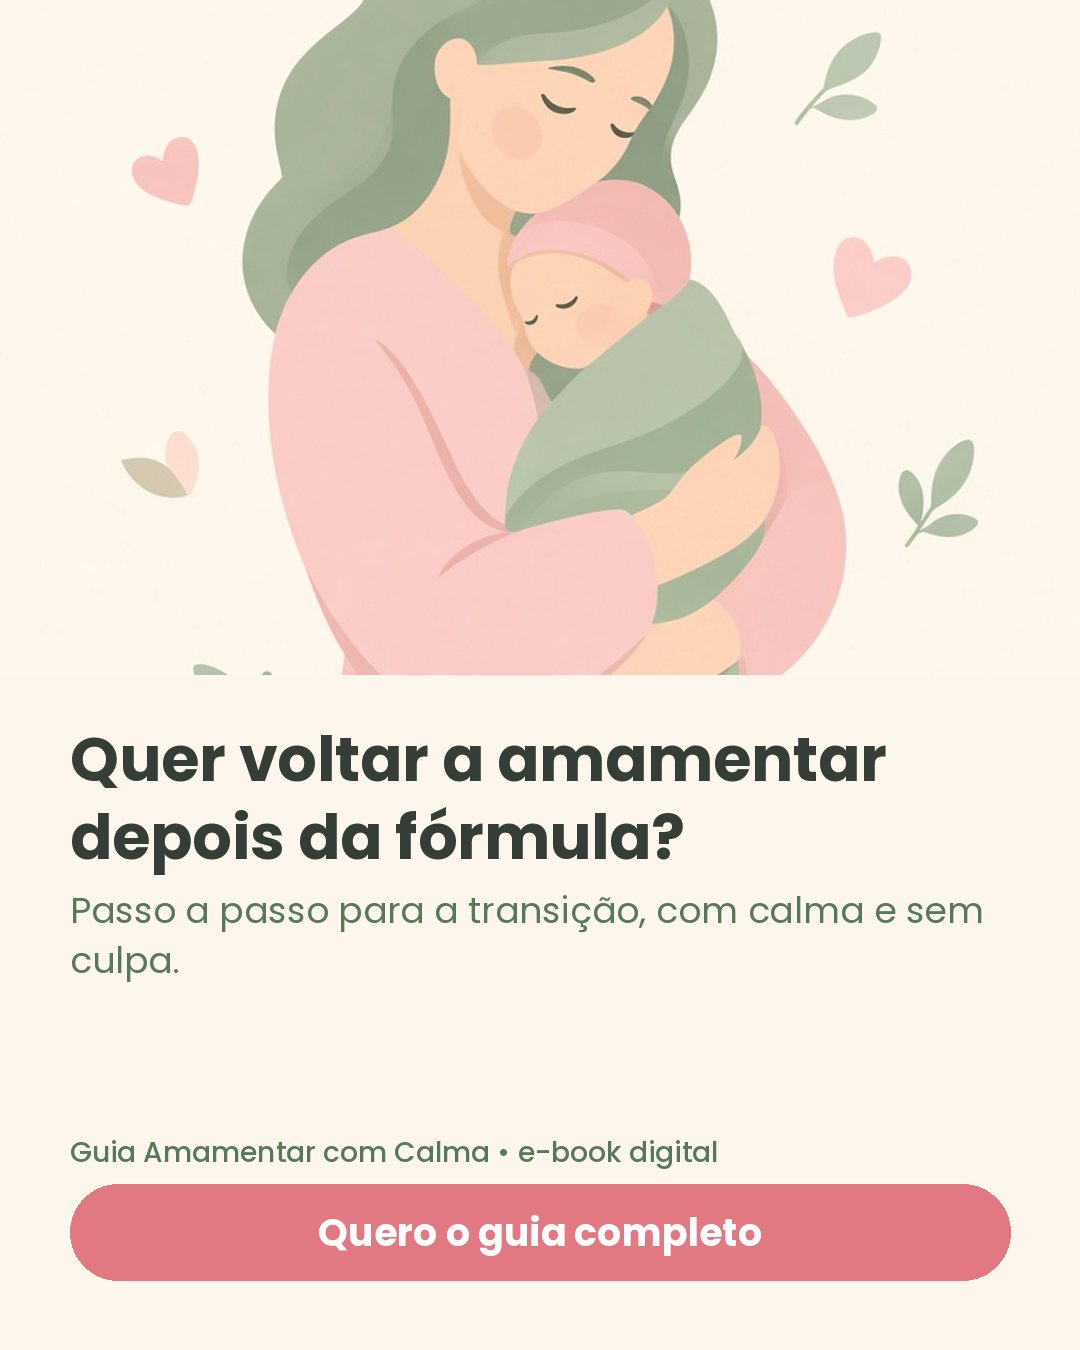 Quer voltar a amamentar
depois da fórmula?
Passo a passo para a transição, com calma e sem
culpa.
Guia Amamentar com Calma • e-book digital
Quero o guia completo